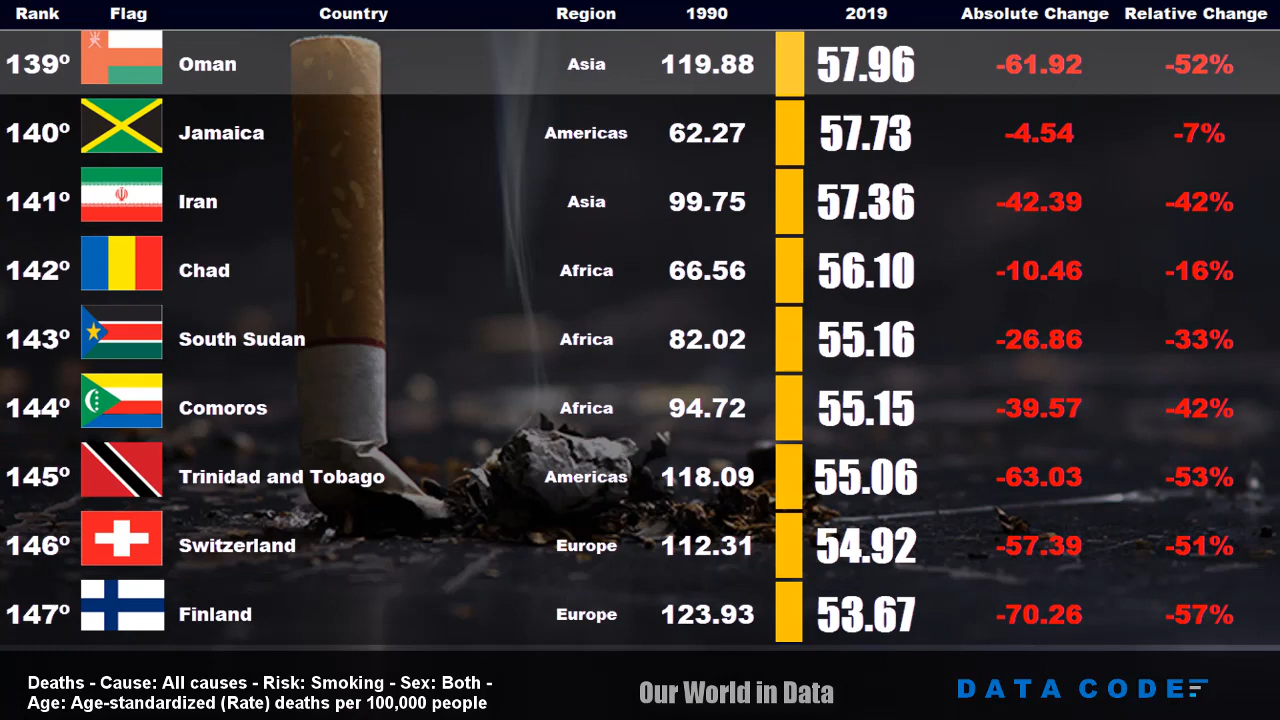 Rank Flag Country Region 1990 2019 Absolute Change Relative Change
139º Oman Asia 119.88 57.96 -61.92 -52%
140º Jamaica Americas 62.27 57.73 -4.54 -7%
141º Iran Asia 99.75 57.36 -42.39 -42%
142º Chad Africa 66.56 56.10 -10.46 -16%
143º South Sudan Africa 82.02 55.16 -26.86 -33%
144º Comoros Africa 94.72 55.15 -39.57 -42%
145º Trinidad and Tobago Americas 118.09 55.06 -63.03 -53%
146º Switzerland Europe 112.31 54.92 -57.39 -51%
147º Finland Europe 123.93 53.67 -70.26 -57%
Deaths - Cause: All causes - Risk: Smoking - Sex: Both -
Age: Age-standardized (Rate) deaths per 100,000 people
Our World in Data
DATA CODE